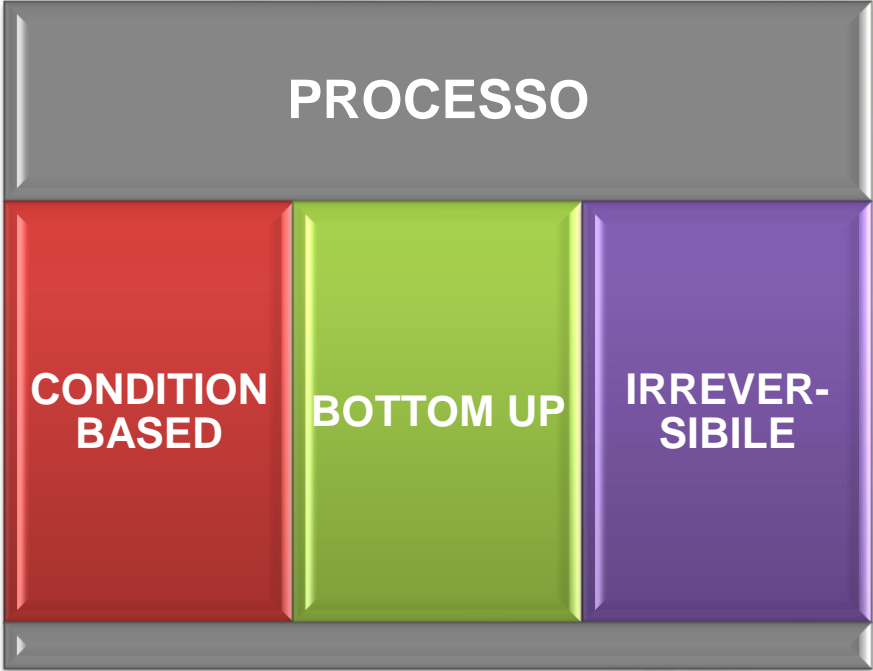 PROCESSO
CONDITION
BASED
BOTTOM UP
IRREVER-
SIBILE